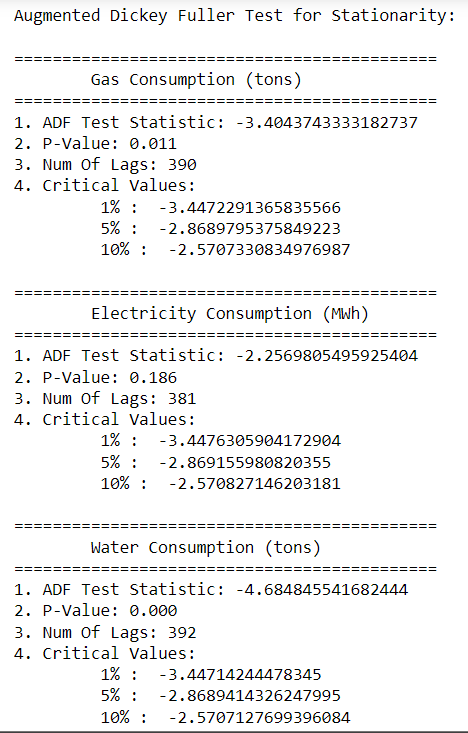 Augmented Dickey Fuller Test for Stationarity:
============================================
Gas Consumption (tons)
============================================
1. ADF Test Statistic: -3.4043743333182737
2. P-Value: 0.011
3. Num Of Lags: 390
4. Critical Values:
1% : -3.4472291365835566
5% : -2.8689795375849223
10% : -2.5707330834976987
============================================
Electricity Consumption (MWh)
============================================
1. ADF Test Statistic: -2.2569805495925404
2. P-Value: 0.186
3. Num Of Lags: 381
4. Critical Values:
1% : -3.4476305904172904
5% : -2.869155980820355
10% : -2.570827146203181
============================================
Water Consumption (tons)
============================================
1. ADF Test Statistic: -4.684845541682444
2. P-Value: 0.000
3. Num Of Lags: 392
4. Critical Values:
1% : -3.44714244478345
5% : -2.8689414326247995
10% : -2.5707127699396084